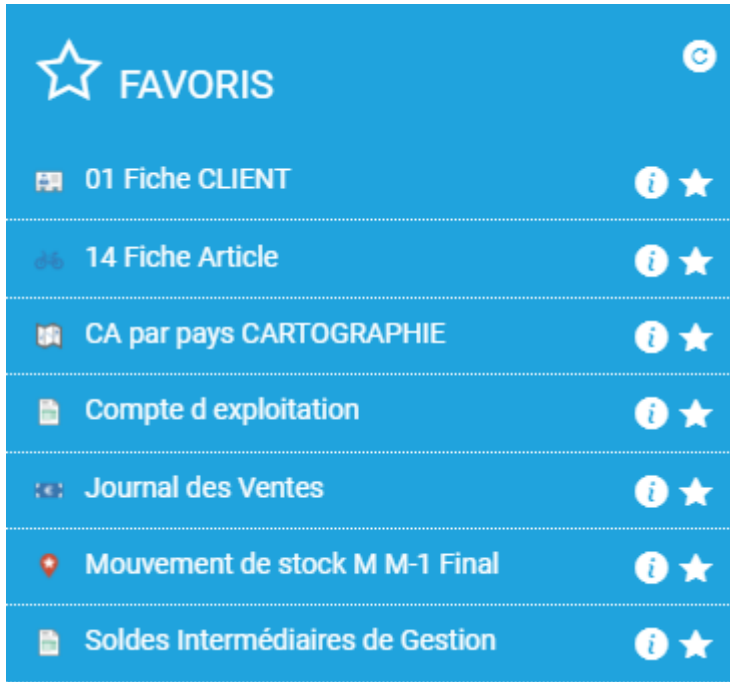 FAVORIS
01 Fiche CLIENT
14 Fiche Article
CA par pays CARTOGRAPHIE
Compte d exploitation
Journal des Ventes
Mouvement de stock M M-1 Final
Soldes Intermédiaires de Gestion